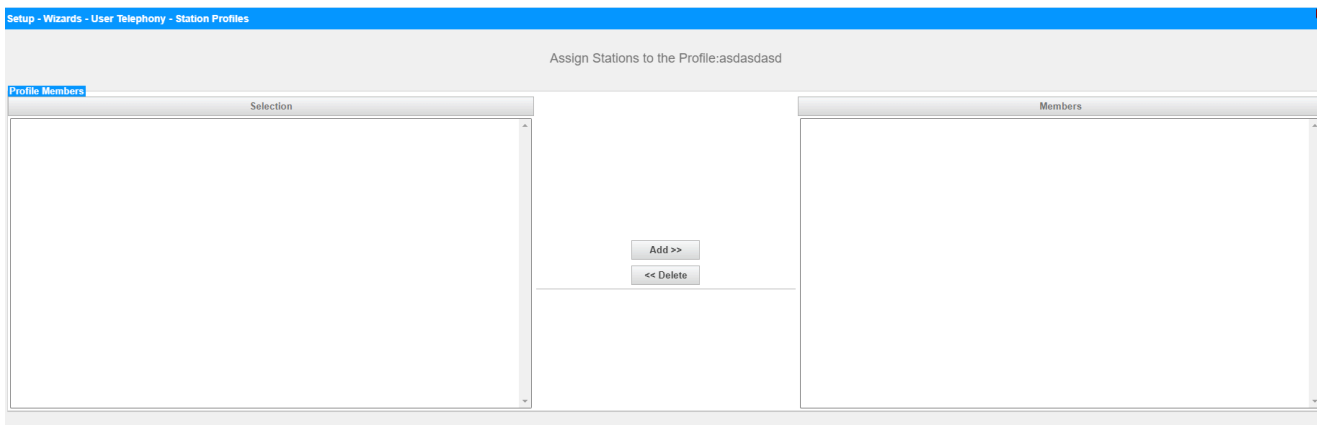 Setup - Wizards - User Telephony - Station Profiles
Assign Stations to the Profile:asdasdasd
Profile Members
Selection
Members
Add >>
<< Delete